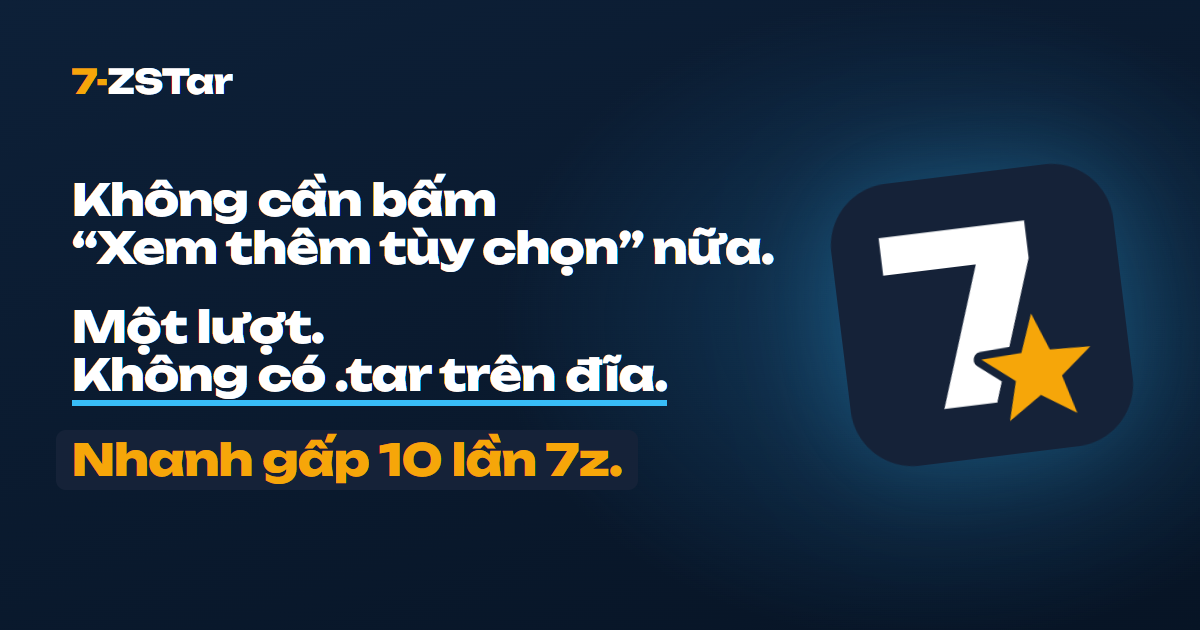 7-ZSTar
Không cần bấm
“Xem thêm tùy chọn” nữa.
Một lượt.
Không có .tar trên đĩa.
Nhanh gấp 10 lần 7z.
7